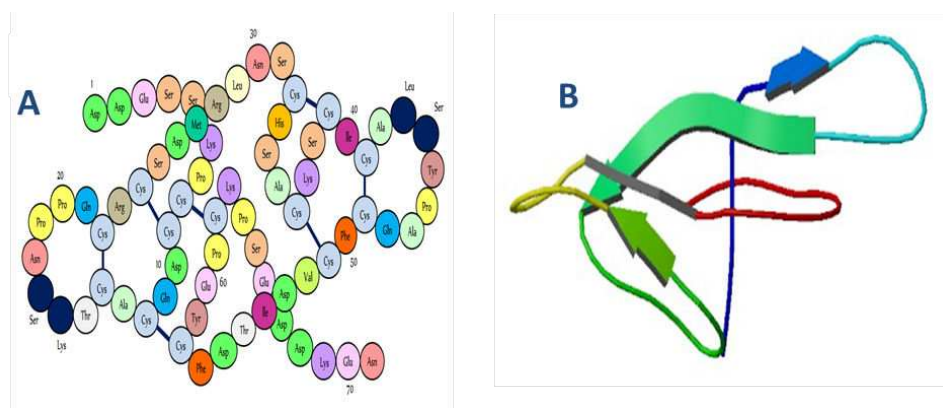 A
1
Asp
Asp
Glu
Ser
Ser
Lys
Pro
Cys
Cys
Asp
10
Gln
Cys
Ala
Cys
Thr
Lys
Ser
Asn
Pro
Pro
20
Gln
Cys
Arg
Cys
Ser
Asp
Met
Arg
Leu
Asn
30
Ser
Cys
His
Ser
Ala
Cys
Lys
Ser
Cys
Ile
40
Cys
Ala
Leu
Ser
Tyr
Pro
Ala
Gln
Cys
Phe
50
Cys
Val
Asp
Ile
Thr
Asp
Phe
Cys
Tyr
Glu
60
Pro
Cys
Lys
Pro
Ser
Glu
Asp
Asp
Lys
Glu
70
Asn
B